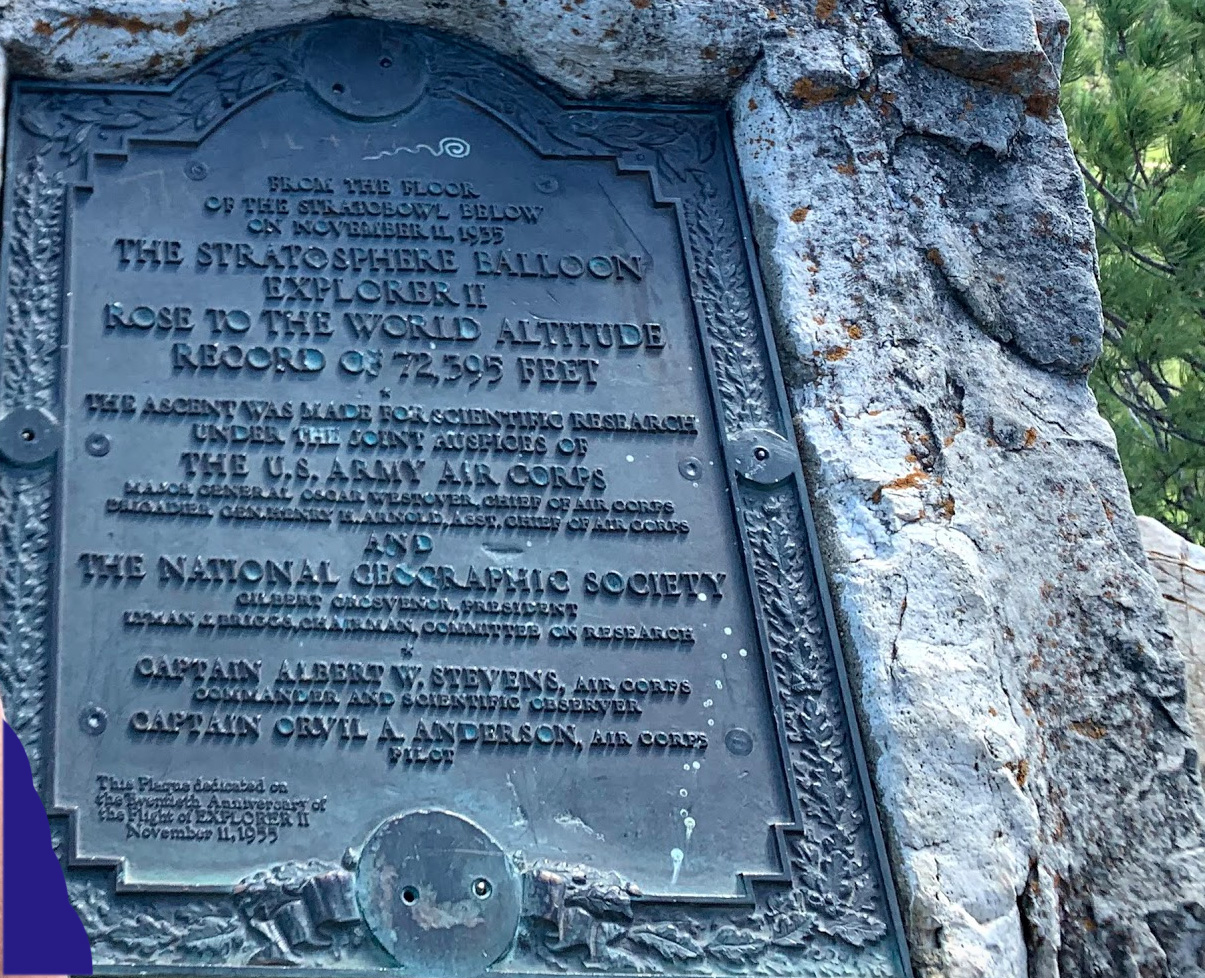 FROM THE FLOOR
OF THE STRATOBOWL BELOW
ON NOVEMBER 11, 1935
THE STRATOSPHERE BALLOON
EXPLORER II
ROSE TO THE WORLD ALTITUDE
RECORD OF 72,395 FEET
THE ASCENT WAS MADE FOR SCIENTIFIC RESEARCH
UNDER THE JOINT AUSPICES OF
THE U.S. ARMY AIR CORPS
MAJOR GENERAL OSCAR WESTOVER, CHIEF OF AIR CORPS
BRIGADIER GEN. HENRY H. ARNOLD, ASST. CHIEF OF AIR CORPS
AND
THE NATIONAL GEOGRAPHIC SOCIETY
GILBERT GROSVENOR, PRESIDENT
LYMAN J. BRIGGS, CHAIRMAN, COMMITTEE ON RESEARCH
CAPTAIN ALBERT W. STEVENS, AIR CORPS
COMMANDER AND SCIENTIFIC OBSERVER
CAPTAIN ORVIL A. ANDERSON, AIR CORPS
PILOT
This Plaque dedicated on
the Twentieth Anniversary of
the Flight of EXPLORER II
November 11, 1955